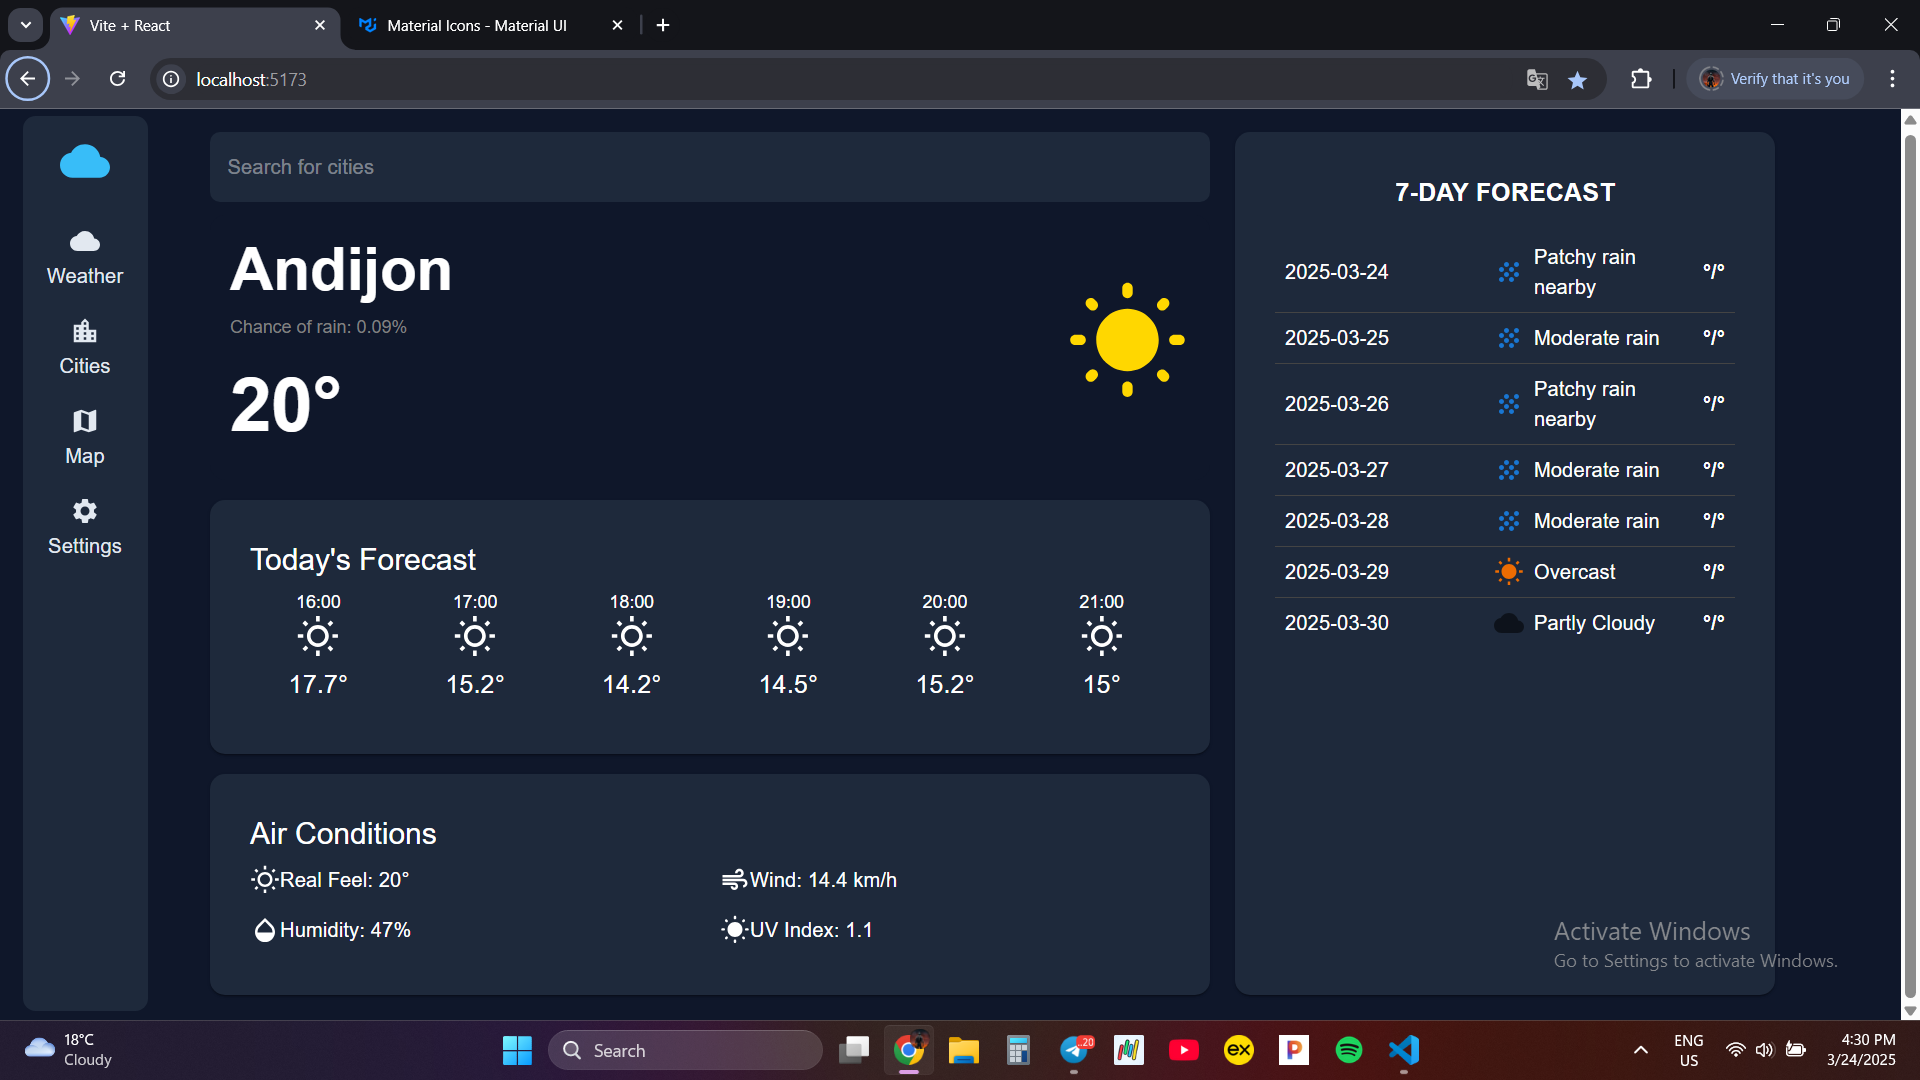 Vite + React
Material Icons - Material UI
localhost:5173
Verify that it's you
Weather
Cities
Map
Settings
Search for cities
Andijon
Chance of rain: 0.09%
20°
Today's Forecast
16:00 17:00 18:00 19:00 20:00 21:00
17.7° 15.2° 14.2° 14.5° 15.2° 15°
Air Conditions
Real Feel: 20° Wind: 14.4 km/h
Humidity: 47% UV Index: 1.1
7-DAY FORECAST
2025-03-24 Patchy rain nearby °/°
2025-03-25 Moderate rain °/°
2025-03-26 Patchy rain nearby °/°
2025-03-27 Moderate rain °/°
2025-03-28 Moderate rain °/°
2025-03-29 Overcast °/°
2025-03-30 Partly Cloudy °/°
Activate Windows
Go to Settings to activate Windows.
18°C
Cloudy
Search
..20
ex
P
ENG
US
4:30 PM
3/24/2025